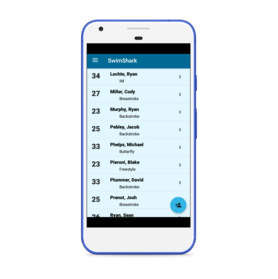 SwimShark
34 Lochte, Ryan
IM
27 Miller, Cody
Breastroke
23 Murphy, Ryan
Backstroke
25 Pebley, Jacob
Backstroke
33 Phelps, Michael
Butterfly
23 Pieroni, Blake
Freestyle
33 Plummer, David
Backstroke
25 Prenot, Josh
Breastroke
26 Ryan, Sean